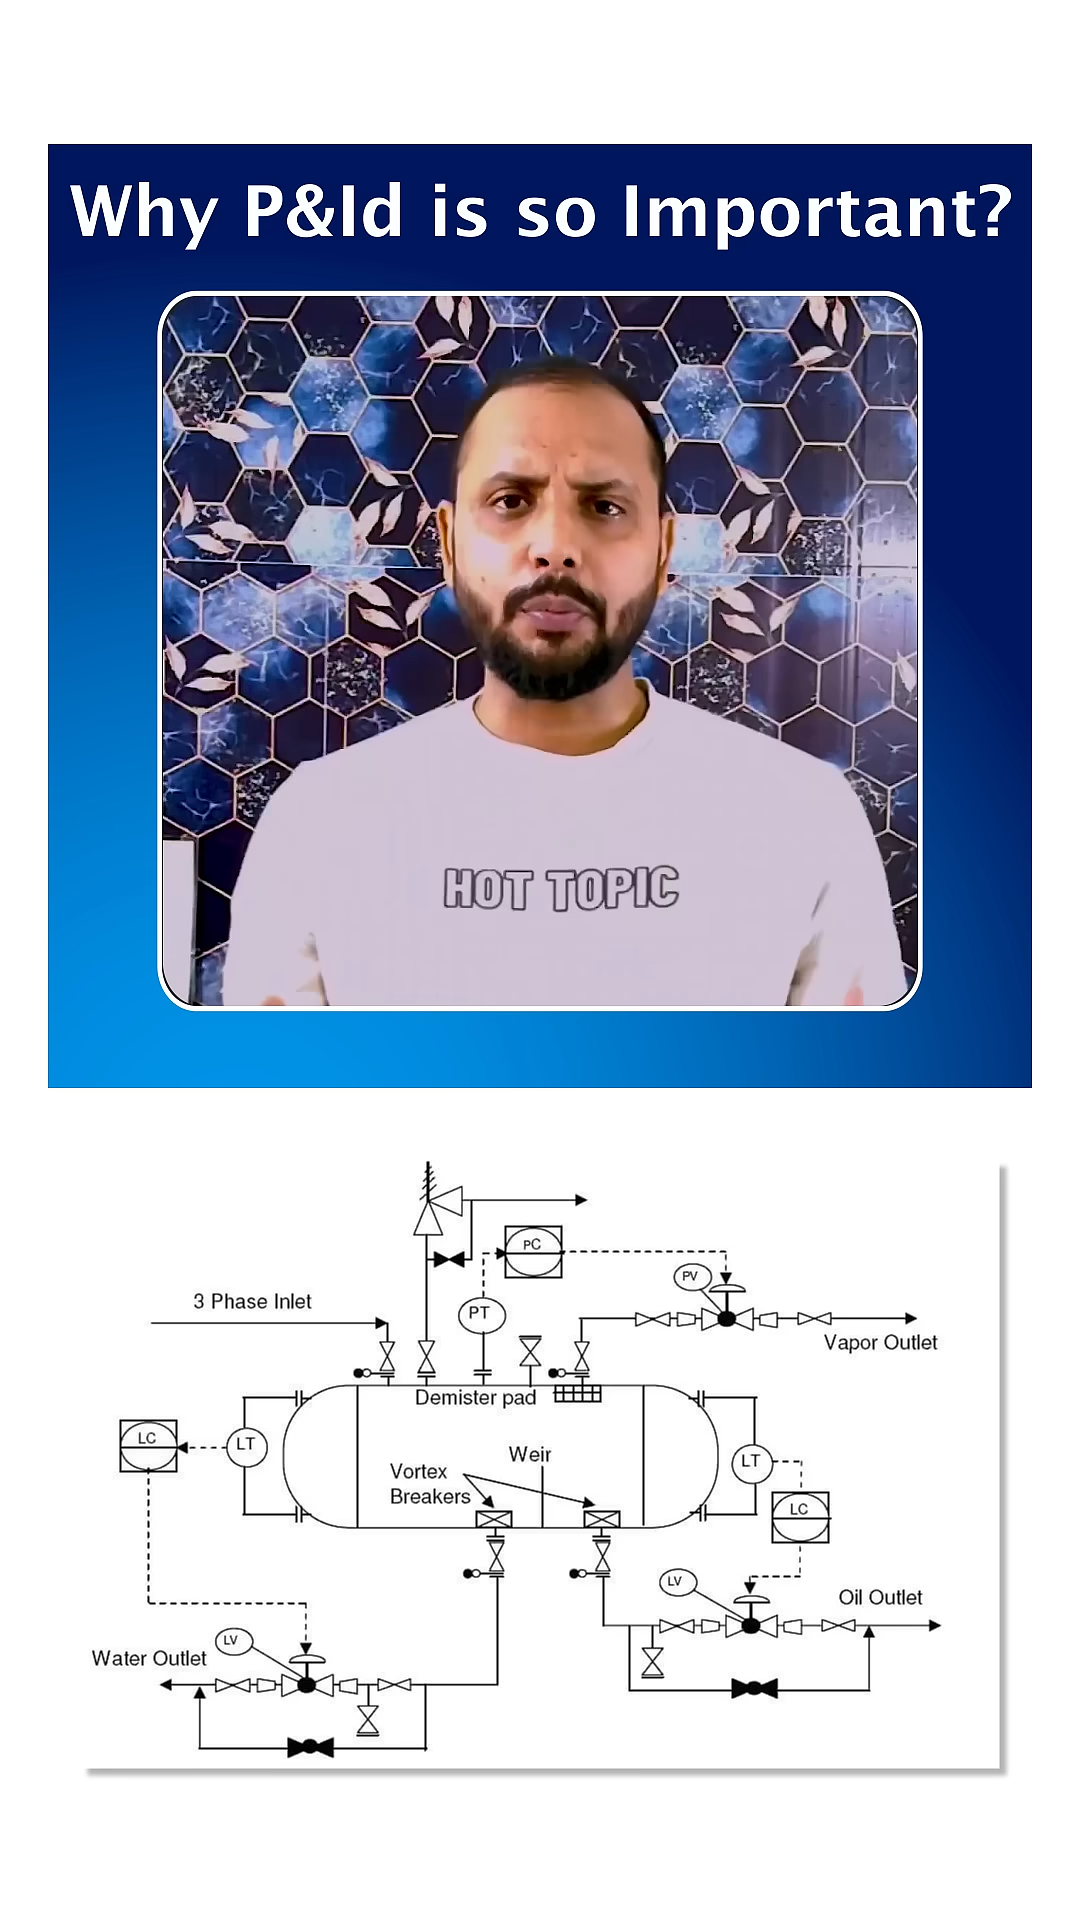 Why P&Id is so Important?
HOT TOPIC
PC
PV
3 Phase Inlet
PT
Vapor Outlet
Demister pad
LC
LT
Weir
LT
Vortex
Breakers
LC
LV
Oil Outlet
LV
Water Outlet